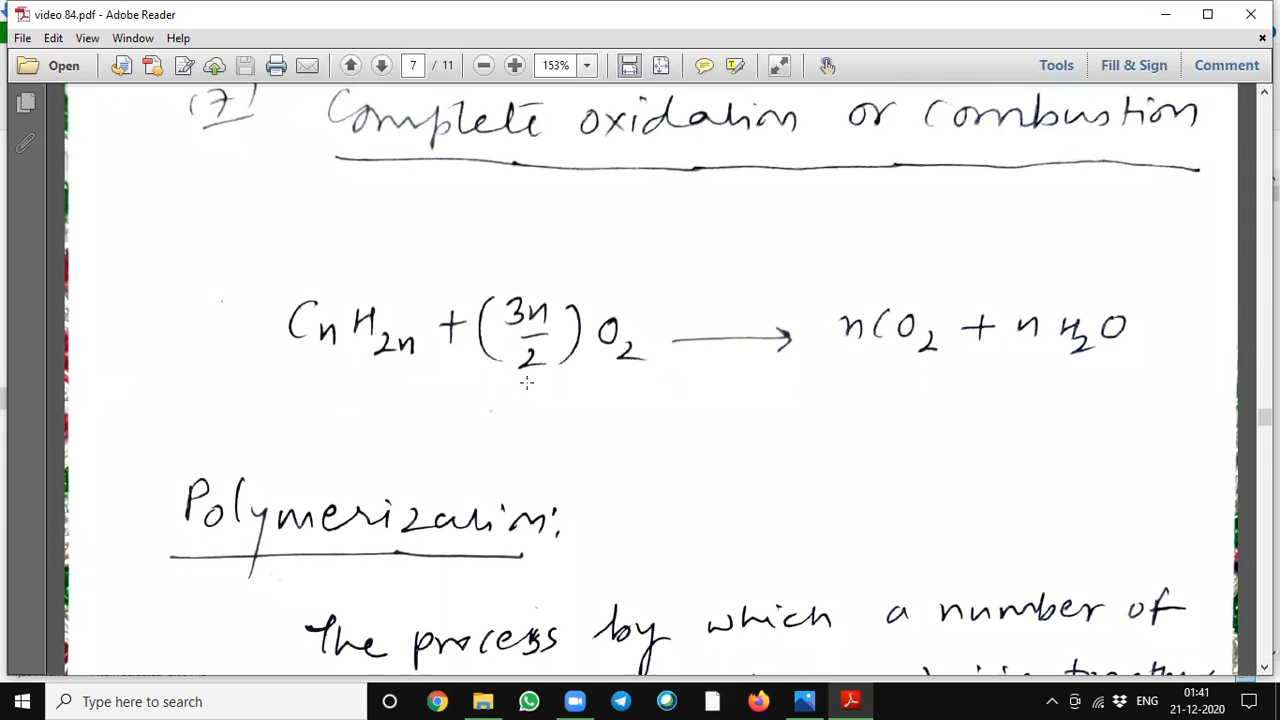 video 84.pdf - Adobe Reader
File Edit View Window Help
Open 7 / 11 153% Tools Fill & Sign Comment
(7) Complete oxidation or combustion
CnH2n + (3n/2) O2 → nCO2 + n H2O
Polymerization:
The process by which a number of
Type here to search ENG 01:41
21-12-2020